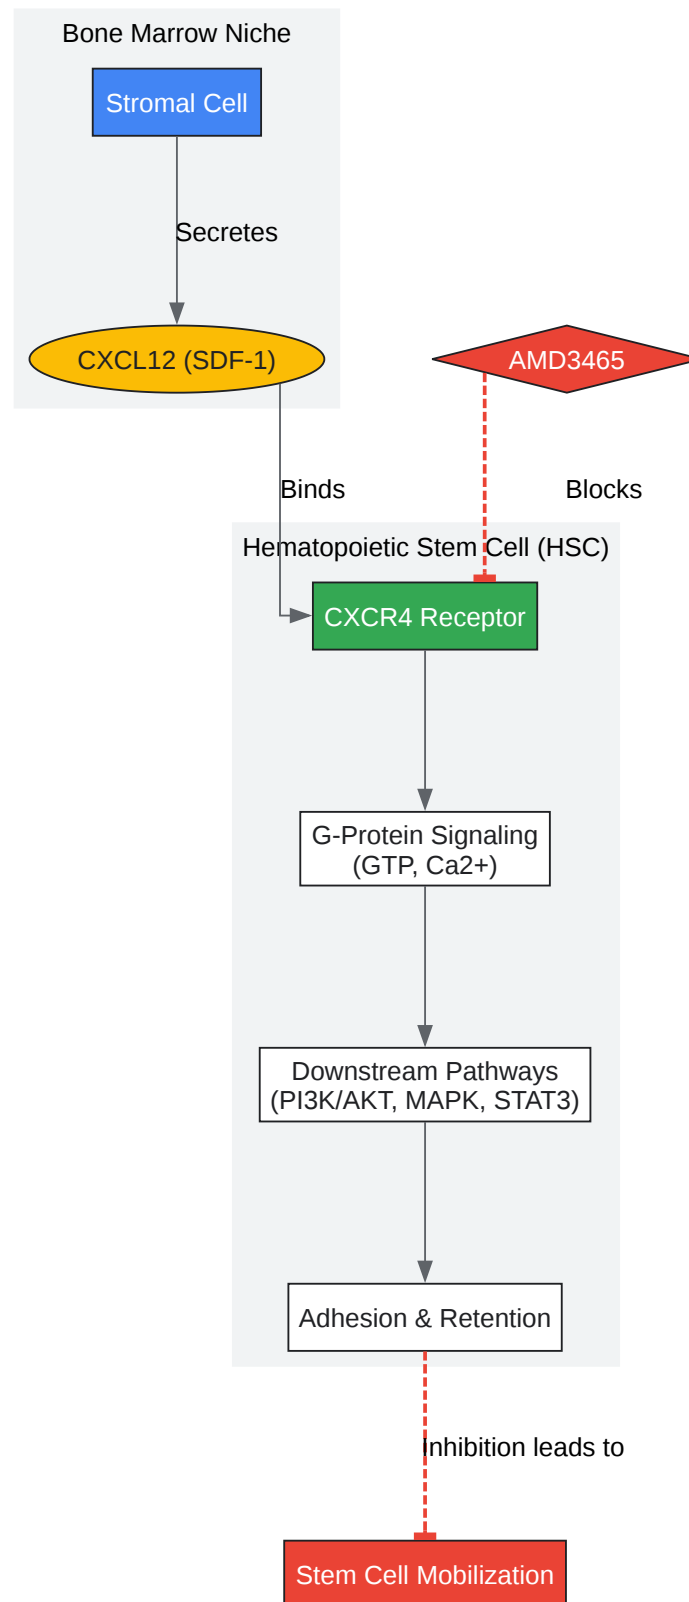 Bone Marrow Niche
Stromal Cell
Secretes
CXCL12 (SDF-1)
AMD3465
Binds
Blocks
Hematopoietic Stem Cell (HSC)
CXCR4 Receptor
G-Protein Signaling
(GTP, Ca2+)
Downstream Pathways
(PI3K/AKT, MAPK, STAT3)
Adhesion & Retention
Inhibition leads to
Stem Cell Mobilization